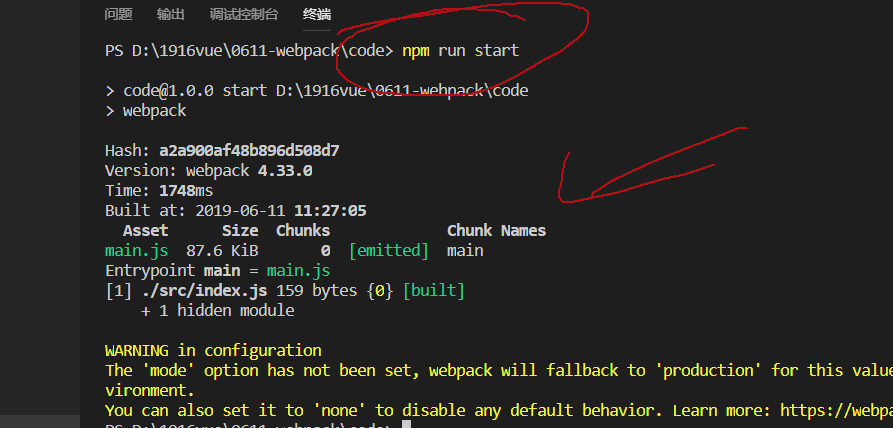 问题 输出 调试控制台 终端
PS D:\1916vue\0611-webpack\code> npm run start
> code@1.0.0 start D:\1916vue\0611-webpack\code
> webpack
Hash: a2a900af48b896d508d7
Version: webpack 4.33.0
Time: 1748ms
Built at: 2019-06-11 11:27:05
Asset Size Chunks Chunk Names
main.js 87.6 KiB 0 [emitted] main
Entrypoint main = main.js
[1] ./src/index.js 159 bytes {0} [built]
+ 1 hidden module
WARNING in configuration
The 'mode' option has not been set, webpack will fallback to 'production' for this value
vironment.
You can also set it to 'none' to disable any default behavior. Learn more: https://webpa
PS D:\1916vue\0611-webpack\code>